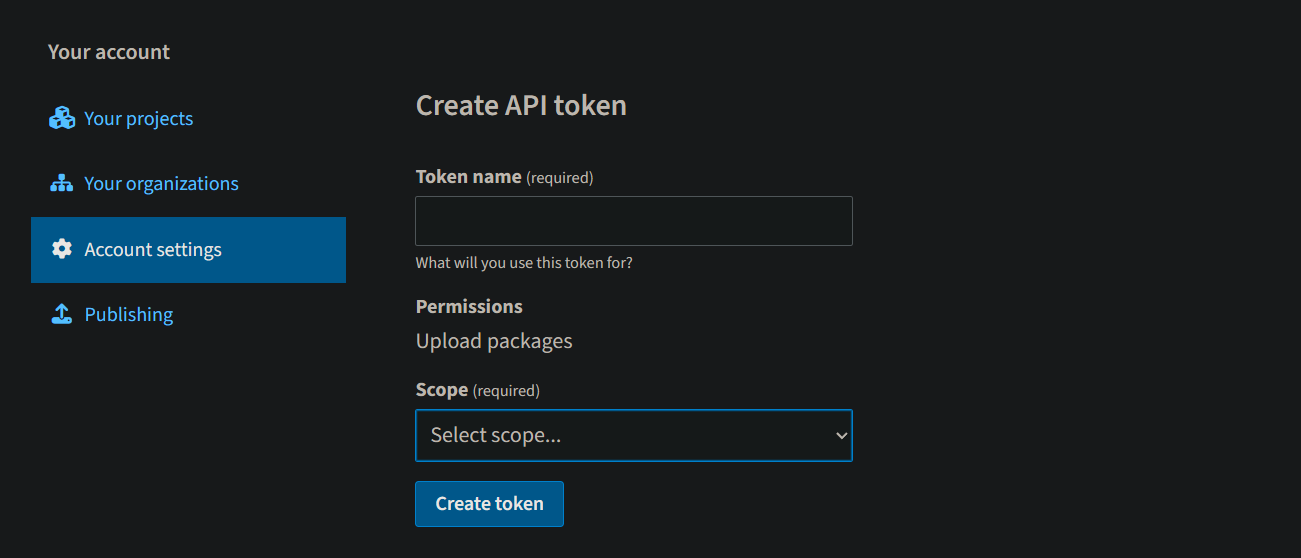 Your account
Your projects
Your organizations
Account settings
Publishing
Create API token
Token name (required)
What will you use this token for?
Permissions
Upload packages
Scope (required)
Select scope...
Create token